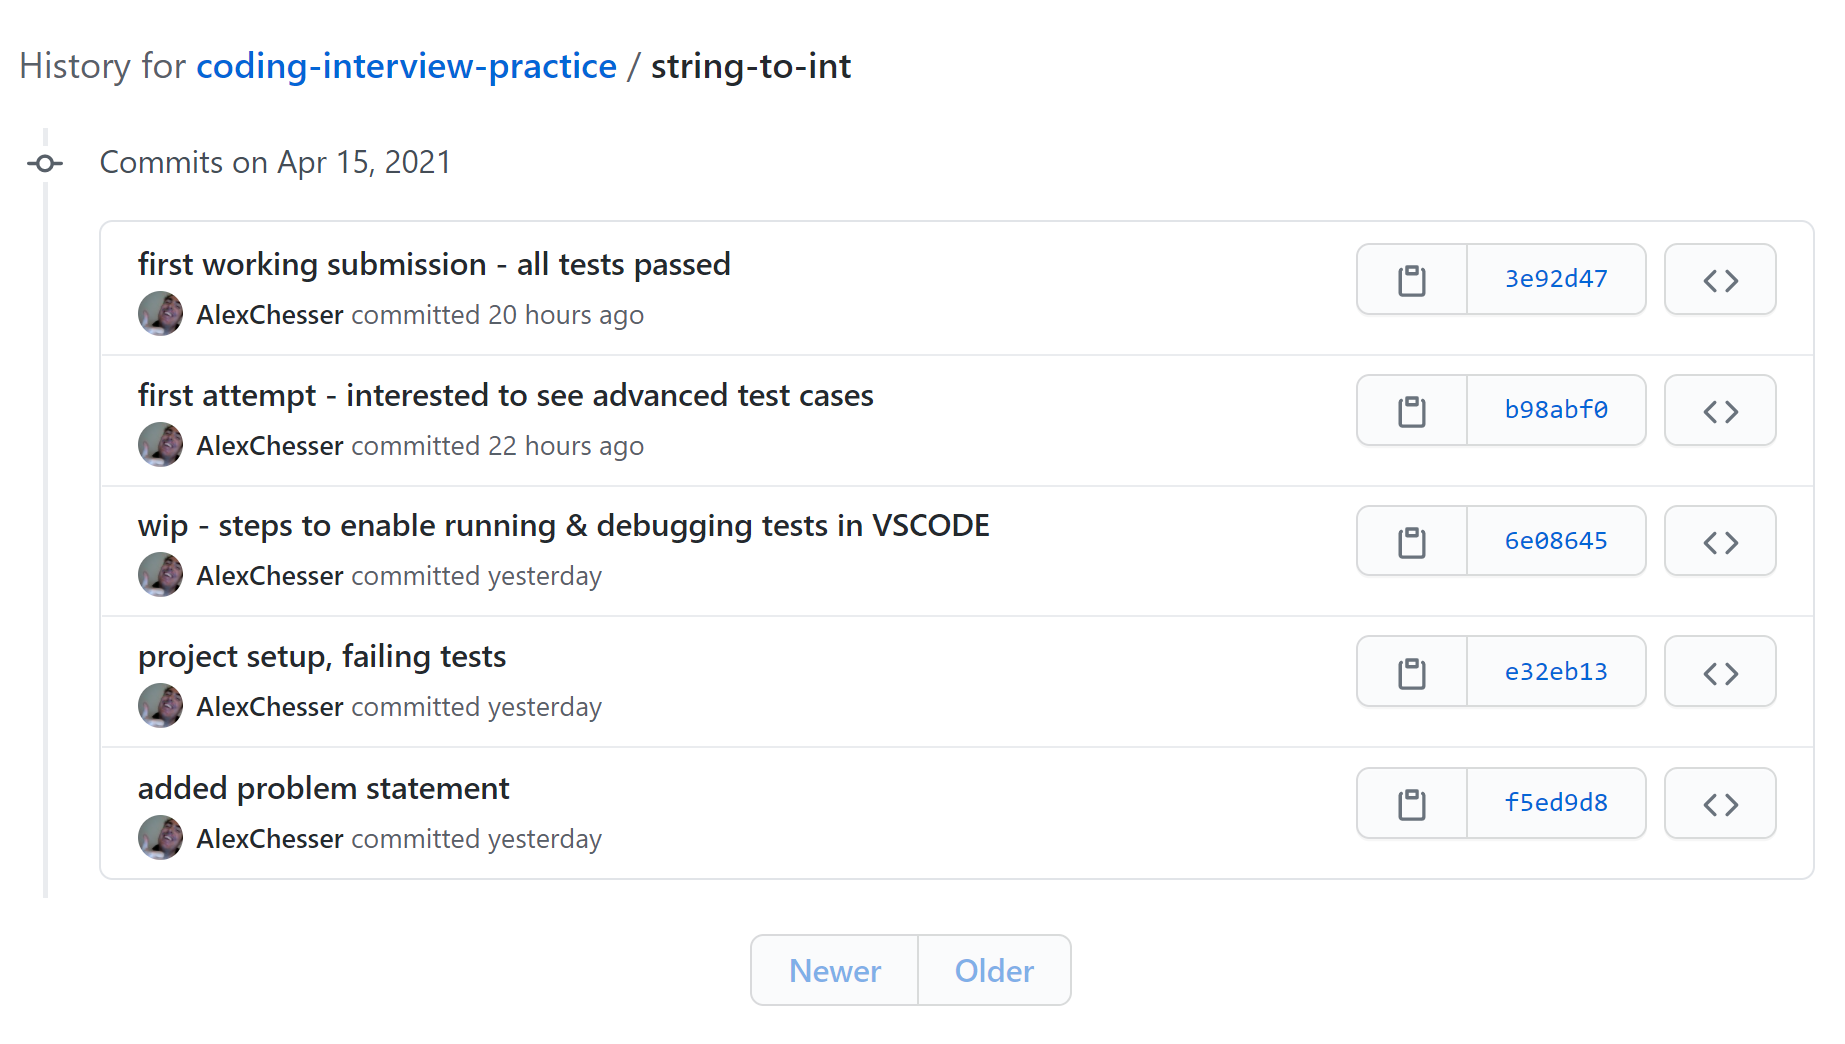 History for coding-interview-practice / string-to-int
Commits on Apr 15, 2021
first working submission - all tests passed
AlexChesser committed 20 hours ago
3e92d47
first attempt - interested to see advanced test cases
AlexChesser committed 22 hours ago
b98abf0
wip - steps to enable running & debugging tests in VSCODE
AlexChesser committed yesterday
6e08645
project setup, failing tests
AlexChesser committed yesterday
e32eb13
added problem statement
AlexChesser committed yesterday
f5ed9d8
Newer
Older